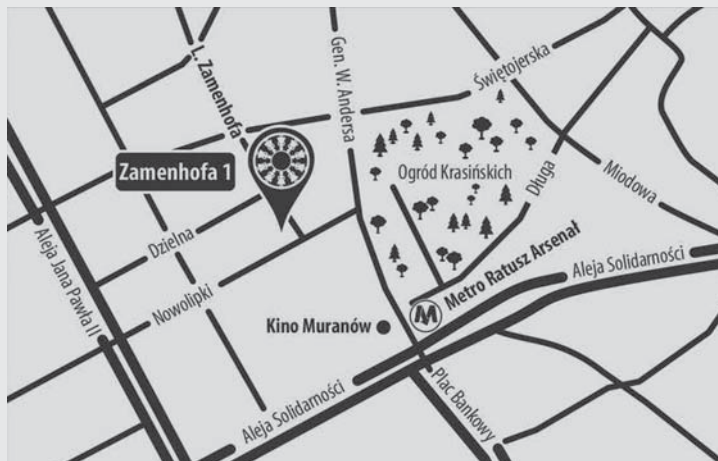 L. Zamenhofa
Gen. W. Andersa
Świętojerska
Zamenhofa 1
Ogród Krasińskich
Długa
Miodowa
Aleja Jana Pawła II
Dzielna
Nowolipki
Metro Ratusz Arsenał
M
Aleja Solidarności
Kino Muranów
Aleja Solidarności
Plac Bankowy